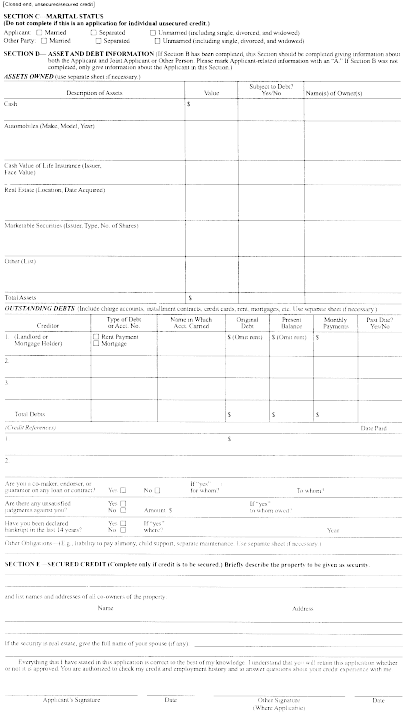 [Closed end, unsecured/secured credit]
SECTION C—MARITAL STATUS
(Do not complete if this is an application for individual unsecured credit.)
Applicant: ☐ Married ☐ Separated ☐ Unmarried (including single, divorced, and widowed)
Other Party: ☐ Married ☐ Separated ☐ Unmarried (including single, divorced, and widowed)
SECTION D—ASSET AND DEBT INFORMATION (If Section B has been completed, this Section should be completed giving information about
both the Applicant and Joint Applicant or Other Person. Please mark Applicant-related information with an "A." If Section B was not
completed, only give information about the Applicant in this Section.)
ASSETS OWNED (use separate sheet if necessary.)
Description of Assets Value Subject to Debt? Yes/No Name(s) of Owner(s)
Cash $
Automobiles (Make, Model, Year)
Cash Value of Life Insurance (Issuer,
Face Value)
Real Estate (Location, Date Acquired)
Marketable Securities (Issuer, Type, No. of Shares)
Other (List)
Total Assets $
OUTSTANDING DEBTS (Include charge accounts, installment contracts, credit cards, rent, mortgages, etc. Use separate sheet if necessary.)
Creditor Type of Debt or Acct. No. Name in Which Acct. Carried Original Debt Present Balance Monthly Payments Past Due? Yes/No
1. (Landlord or ☐ Rent Payment $ (Omit rent) $ (Omit rent) $
Mortgage Holder) ☐ Mortgage
2.
3.
Total Debts $ $ $
(Credit References) Date Paid
1. $
2.
Are you a co-maker, endorser, or If "yes"
guarantor on any loan or contract? Yes ☐ No ☐ for whom? To whom?
Are there any unsatisfied Yes ☐ If "yes"
judgments against you? No ☐ Amount $ to whom owed?
Have you been declared Yes ☐ If "yes"
bankrupt in the last 14 years? No ☐ where? Year
Other Obligations—(E.g., liability to pay alimony, child support, separate maintenance. Use separate sheet if necessary.)
SECTION E—SECURED CREDIT (Complete only if credit is to be secured.) Briefly describe the property to be given as security:
and list names and addresses of all co-owners of the property:
Name Address
If the security is real estate, give the full name of your spouse (if any):
Everything that I have stated in this application is correct to the best of my knowledge. I understand that you will retain this application whether
or not it is approved. You are authorized to check my credit and employment history and to answer questions about your credit experience with me.
Applicant's Signature Date Other Signature Date
(Where Applicable)